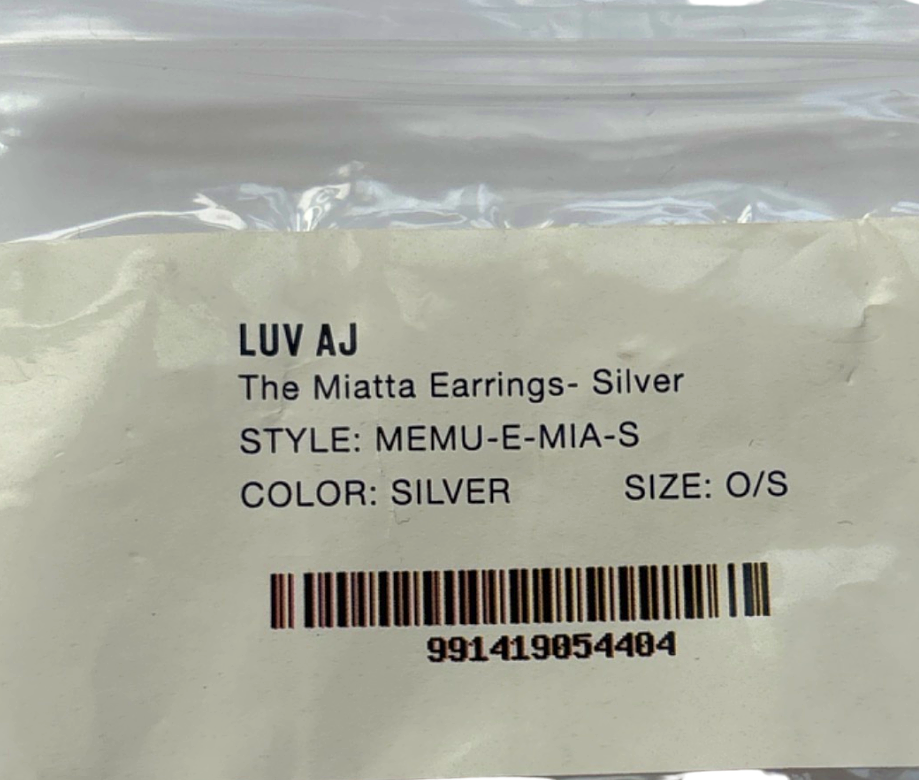 LUV AJ
The Miatta Earrings- Silver
STYLE: MEMU-E-MIA-S
COLOR: SILVER SIZE: O/S
991419054404